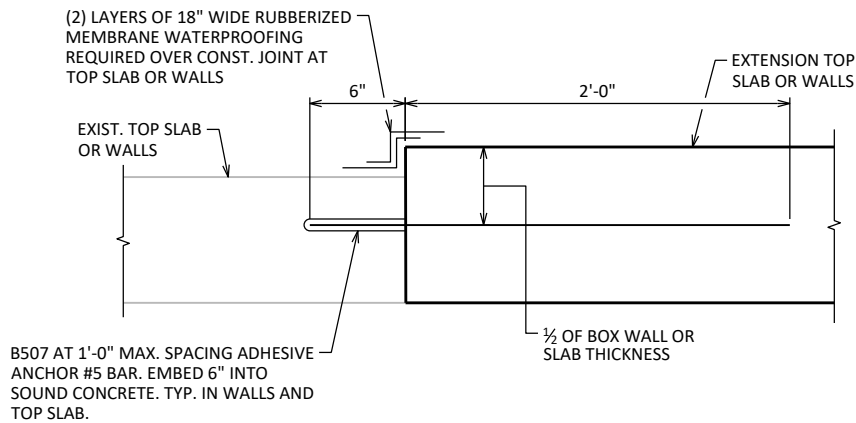 (2) LAYERS OF 18" WIDE RUBBERIZED
MEMBRANE WATERPROOFING
REQUIRED OVER CONST. JOINT AT
TOP SLAB OR WALLS
EXTENSION TOP
SLAB OR WALLS
6"
2'-0"
EXIST. TOP SLAB
OR WALLS
½ OF BOX WALL OR
SLAB THICKNESS
B507 AT 1'-0" MAX. SPACING ADHESIVE
ANCHOR #5 BAR. EMBED 6" INTO
SOUND CONCRETE. TYP. IN WALLS AND
TOP SLAB.